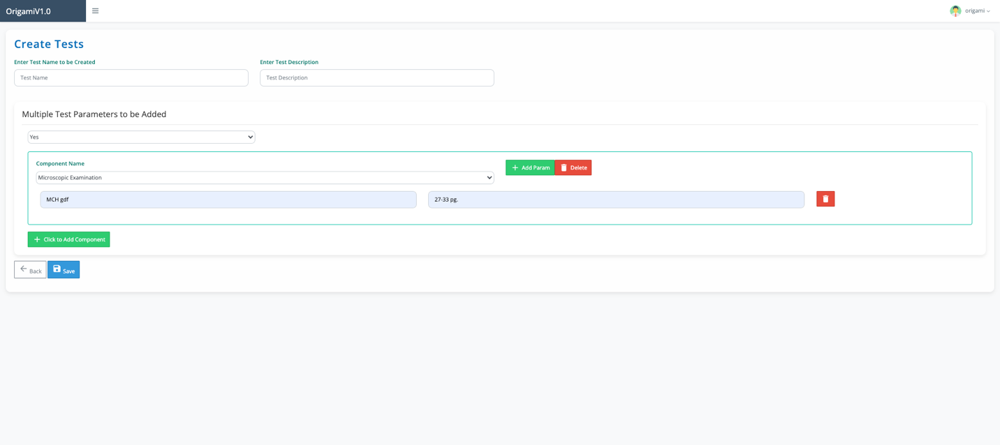 OrigamiV1.0
origami
Create Tests
Enter Test Name to be Created
Enter Test Description
Test Name
Test Description
Multiple Test Parameters to be Added
Yes
Component Name
Add Param
Delete
Microscopic Examination
MCH gdf
27-33 pg.
Click to Add Component
Back
Save